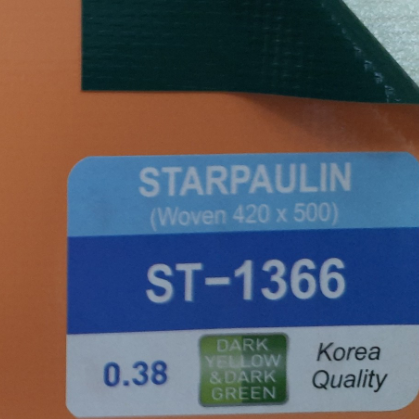 STARPAULIN
(Woven 420 x 500)
ST-1366
0.38
DARK
YELLOW
& DARK
GREEN
Korea
Quality